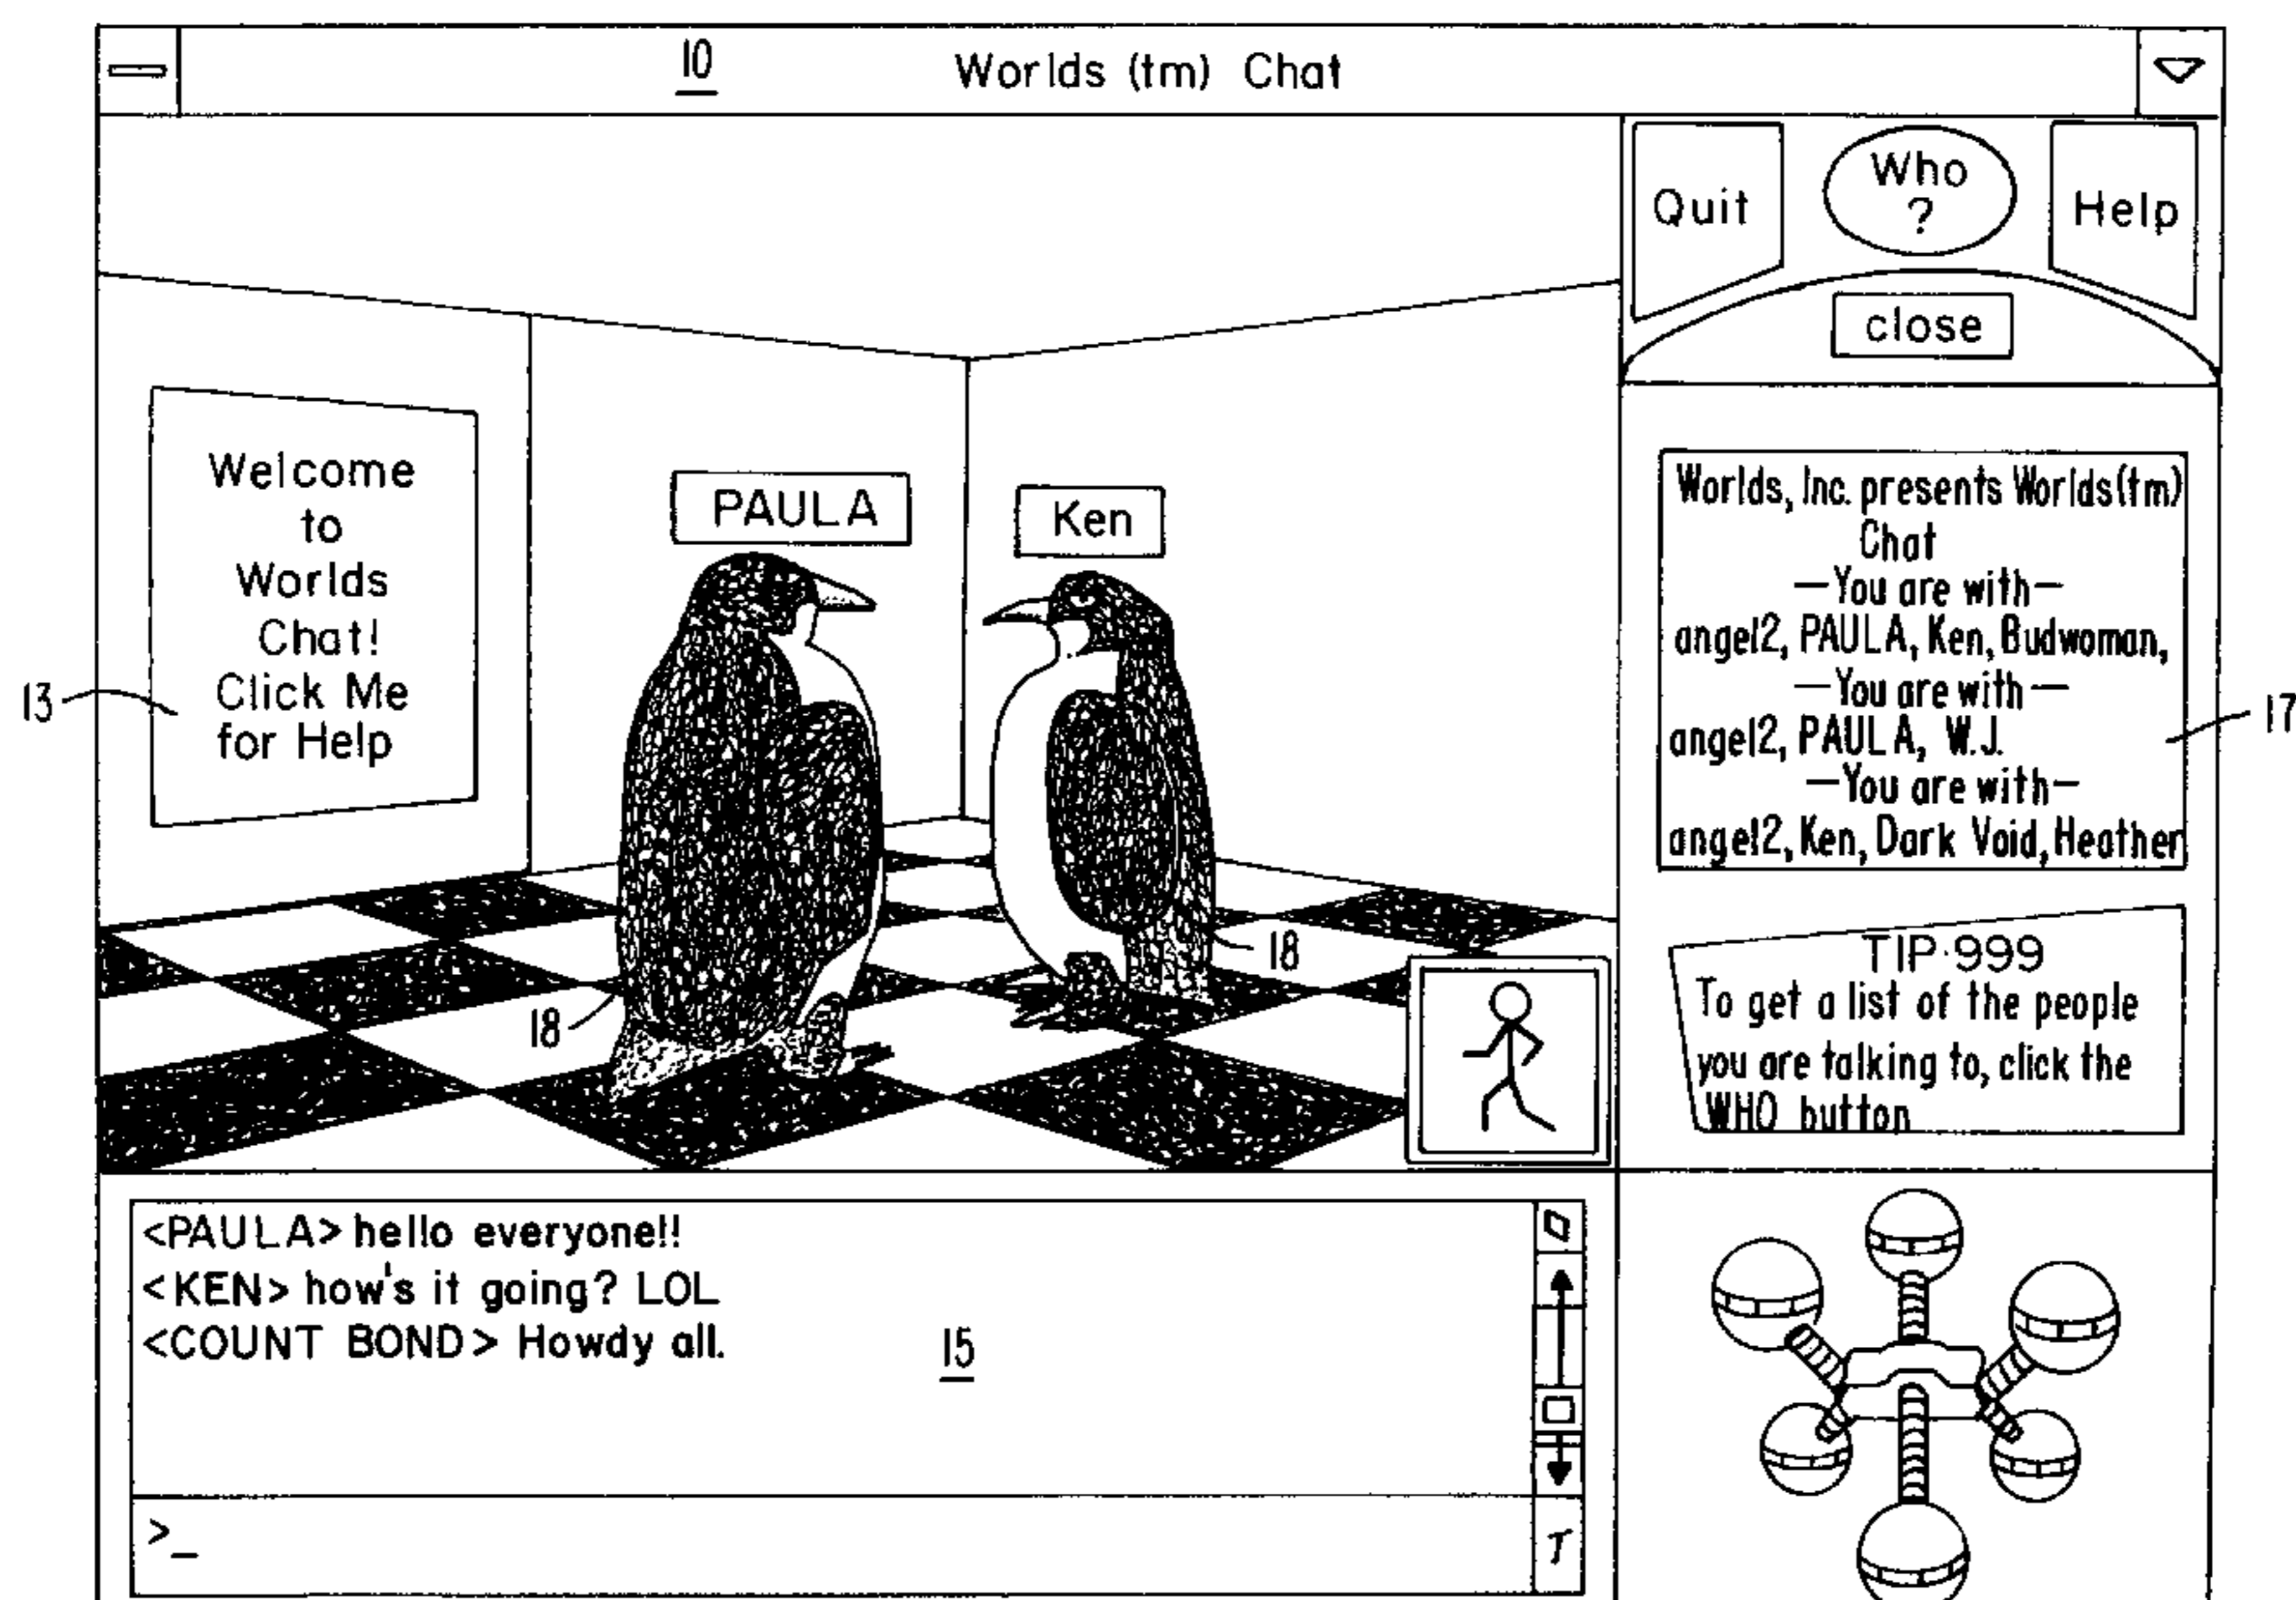 10
Worlds (tm) Chat
Quit
Who
?
Help
close
Welcome
to
Worlds
Chat!
Click Me
for Help
13
PAULA
Ken
18
18
Worlds, Inc. presents Worlds(tm)
Chat
—You are with—
angel2, PAULA, Ken, Budwoman,
—You are with—
angel2, PAULA, W.J.
—You are with—
angel2, Ken, Dark Void, Heather
17
TIP·999
To get a list of the people
you are talking to, click the
WHO button
<PAULA> hello everyone!!
<KEN> how's it going? LOL
<COUNT BOND> Howdy all.
15
>_
T